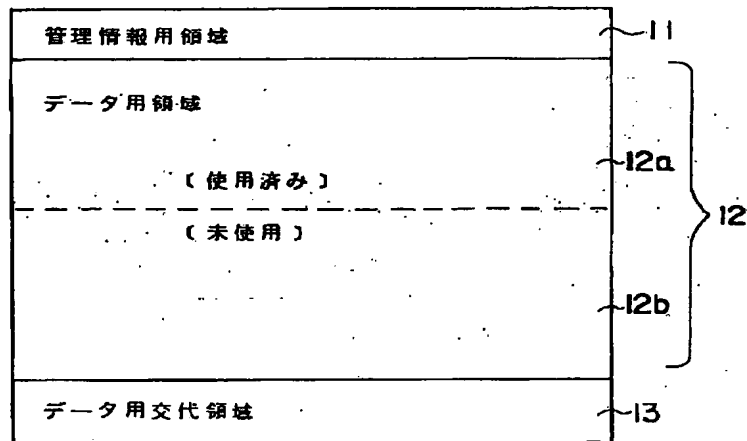 管理情報用領域 11
データ用領域
12a
〔使用済み〕
12
〔未使用〕
12b
データ用交代領域 13